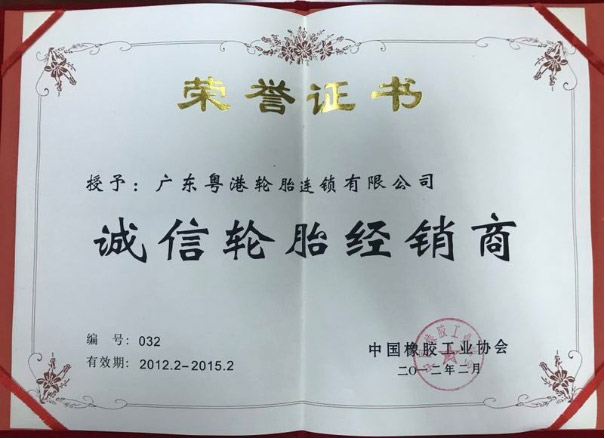 荣誉证书
授予：广东粤港轮胎连锁有限公司
诚信轮胎经销商
编 号：032
有效期：2012.2-2015.2
中国橡胶工业协会
二〇一二年二月